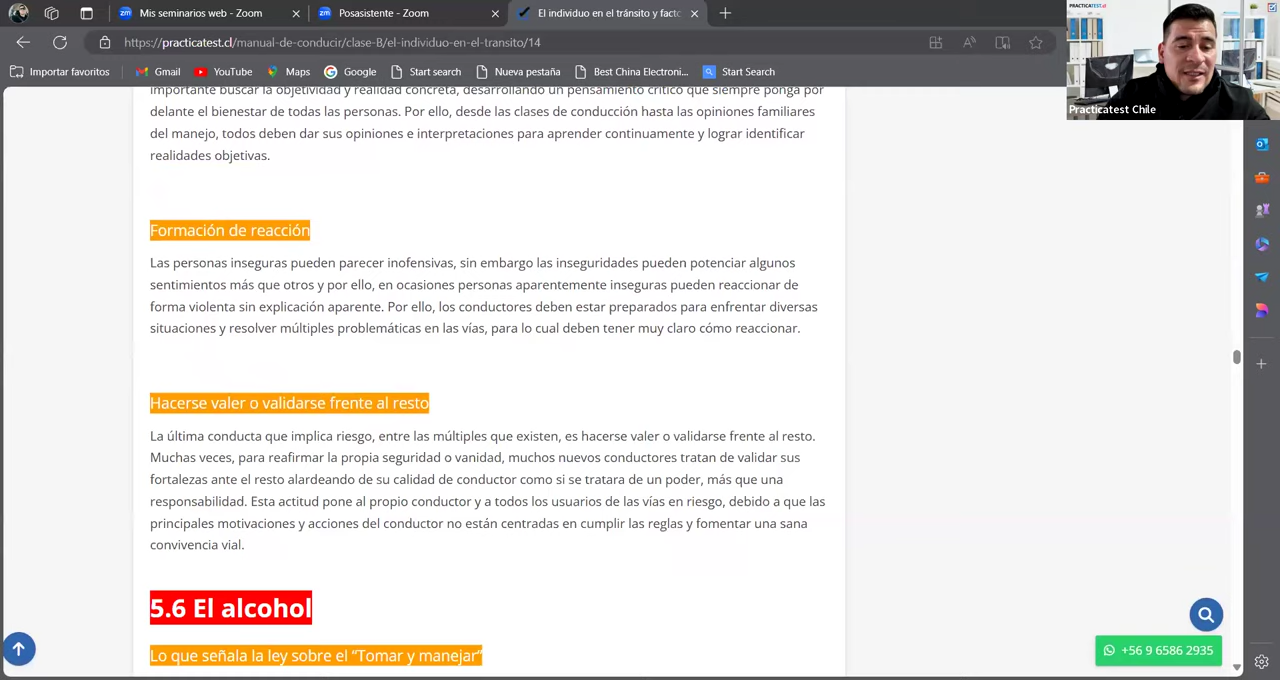 Mis seminarios web - Zoom
Posasistente - Zoom
El individuo en el tránsito y facto
https://practicatest.cl/manual-de-conducir/clase-B/el-individuo-en-el-transito/14
Importar favoritos
Gmail
YouTube
Maps
Google
Start search
Nueva pestaña
Best China Electroni...
Start Search
PRACTICATEST.cl
Practicatest Chile
importante buscar la objetividad y realidad concreta, desarrollando un pensamiento crítico que siempre ponga por
delante el bienestar de todas las personas. Por ello, desde las clases de conducción hasta las opiniones familiares
del manejo, todos deben dar sus opiniones e interpretaciones para aprender continuamente y lograr identificar
realidades objetivas.
Formación de reacción
Las personas inseguras pueden parecer inofensivas, sin embargo las inseguridades pueden potenciar algunos
sentimientos más que otros y por ello, en ocasiones personas aparentemente inseguras pueden reaccionar de
forma violenta sin explicación aparente. Por ello, los conductores deben estar preparados para enfrentar diversas
situaciones y resolver múltiples problemáticas en las vías, para lo cual deben tener muy claro cómo reaccionar.
Hacerse valer o validarse frente al resto
La última conducta que implica riesgo, entre las múltiples que existen, es hacerse valer o validarse frente al resto.
Muchas veces, para reafirmar la propia seguridad o vanidad, muchos nuevos conductores tratan de validar sus
fortalezas ante el resto alardeando de su calidad de conductor como si se tratara de un poder, más que una
responsabilidad. Esta actitud pone al propio conductor y a todos los usuarios de las vías en riesgo, debido a que las
principales motivaciones y acciones del conductor no están centradas en cumplir las reglas y fomentar una sana
convivencia vial.
5.6 El alcohol
Lo que señala la ley sobre el “Tomar y manejar”
+56 9 6586 2935